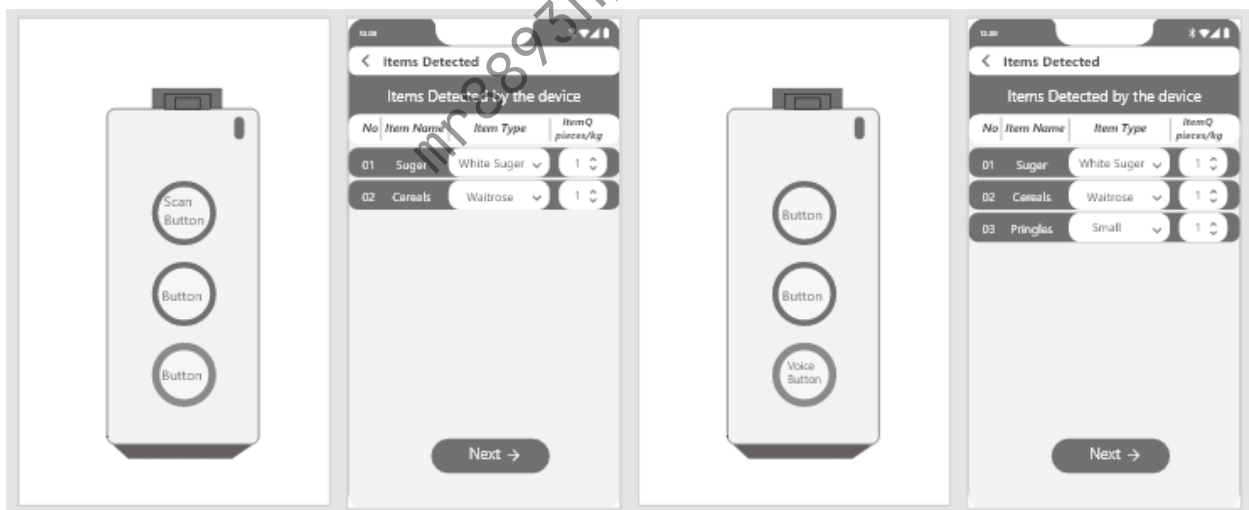 Scan
Button
Button
Button
Items Detected
Items Detected by the device
No Item Name Item Type ItemQ pieces/kg
01 Suger White Suger 1
02 Cereals Waitrose 1
Next →
Button
Button
Voice
Button
Items Detected
Items Detected by the device
No Item Name Item Type ItemQ pieces/kg
01 Suger White Suger 1
02 Cereals Waitrose 1
03 Pringles Small 1
Next →